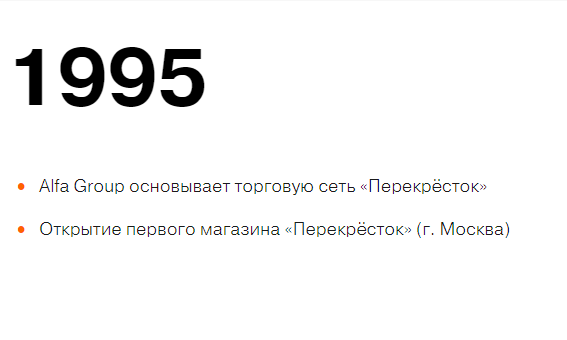 1995
Alfa Group основывает торговую сеть «Перекрёсток»
Открытие первого магазина «Перекрёсток» (г. Москва)